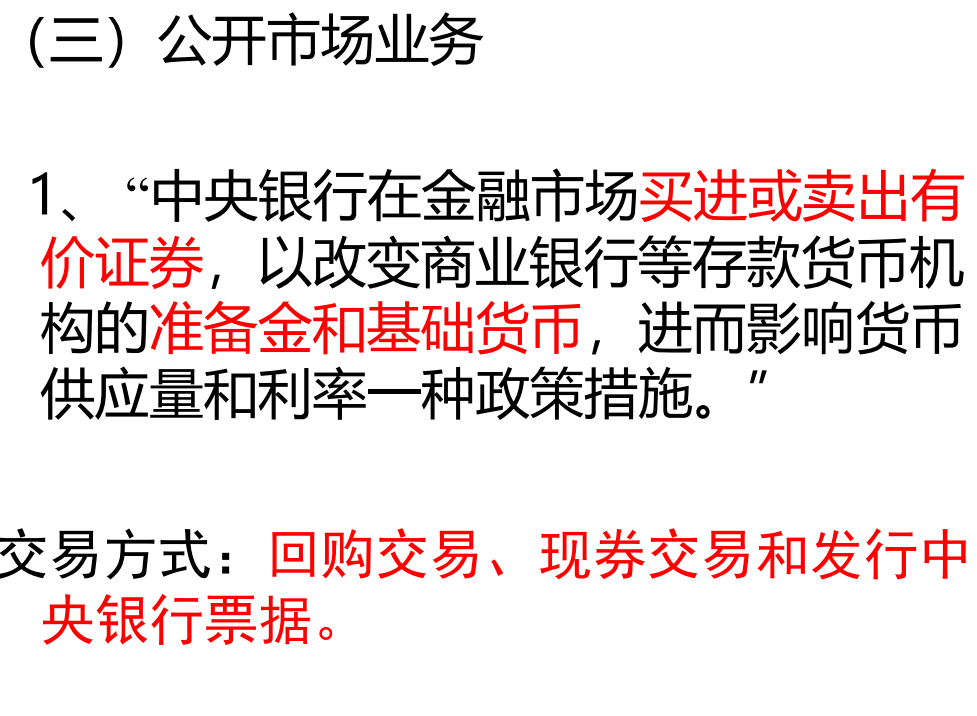 （三）公开市场业务
1、 “中央银行在金融市场买进或卖出有
价证券，以改变商业银行等存款货币机
构的准备金和基础货币，进而影响货币
供应量和利率一种政策措施。”
交易方式：回购交易、现券交易和发行中
央银行票据。